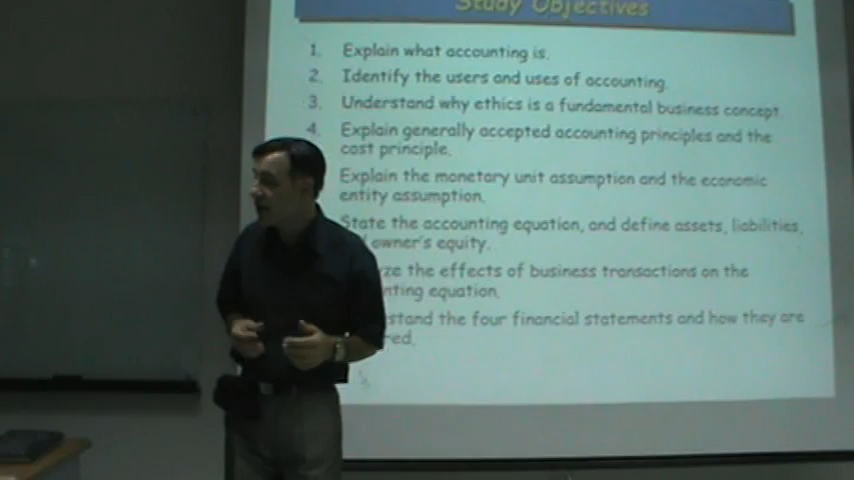 Study Objectives
1. Explain what accounting is.
2. Identify the users and uses of accounting.
3. Understand why ethics is a fundamental business concept.
4. Explain generally accepted accounting principles and the
cost principle.
Explain the monetary unit assumption and the economic
entity assumption.
State the accounting equation, and define assets, liabilities,
owner's equity.
the effects of business transactions on the
equation.
the four financial statements and how they are